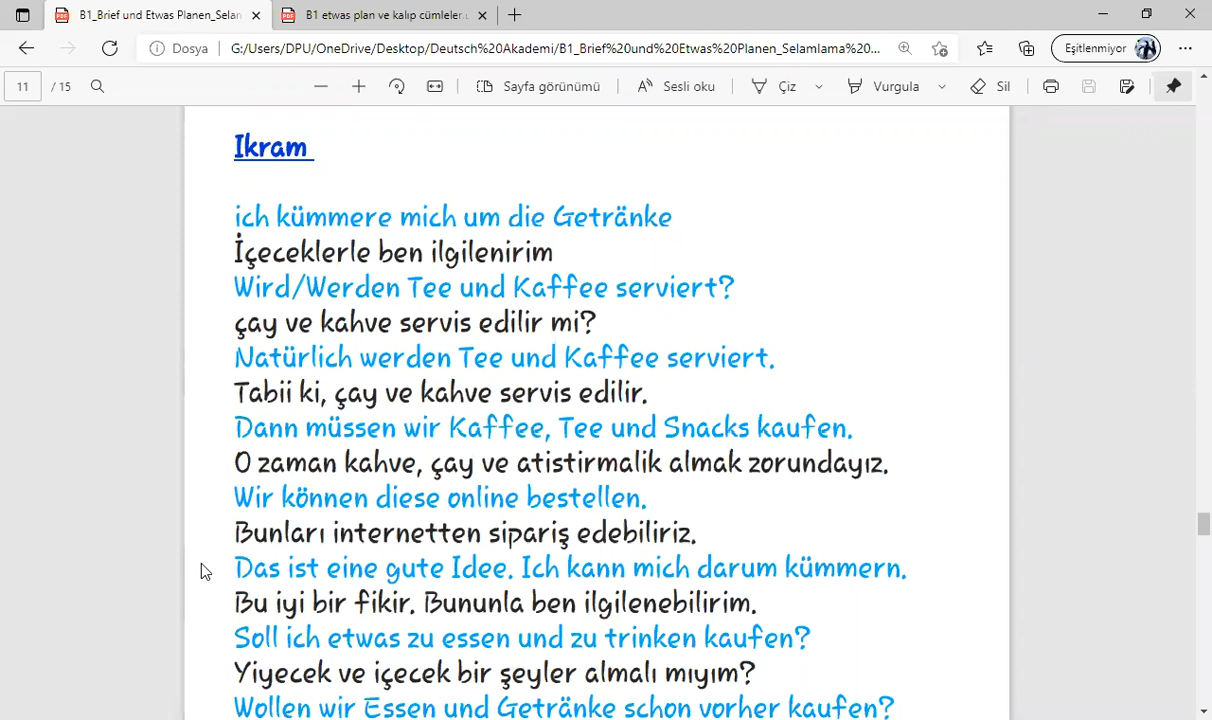 B1_Brief und Etwas Planen_Selan
B1 etwas plan ve kalıp cümleler.
Dosya
G:/Users/DPU/OneDrive/Desktop/Deutsch%20Akademi/B1_Brief%20und%20Etwas%20Planen_Selamlama%20...
Eşitlenmiyor
11 / 15
Sayfa görünümü
A Sesli oku
Çiz
Vurgula
Sil
Ikram
ich kümmere mich um die Getränke
İçeceklerle ben ilgilenirim
Wird/Werden Tee und Kaffee serviert?
çay ve kahve servis edilir mi?
Natürlich werden Tee und Kaffee serviert.
Tabii ki, çay ve kahve servis edilir.
Dann müssen wir Kaffee, Tee und Snacks kaufen.
O zaman kahve, çay ve atistirmalik almak zorundayız.
Wir können diese online bestellen.
Bunları internetten sipariş edebiliriz.
Das ist eine gute Idee. Ich kann mich darum kümmern.
Bu iyi bir fikir. Bununla ben ilgilenebilirim.
Soll ich etwas zu essen und zu trinken kaufen?
Yiyecek ve içecek bir şeyler almalı mıyım?
Wollen wir Essen und Getränke schon vorher kaufen?